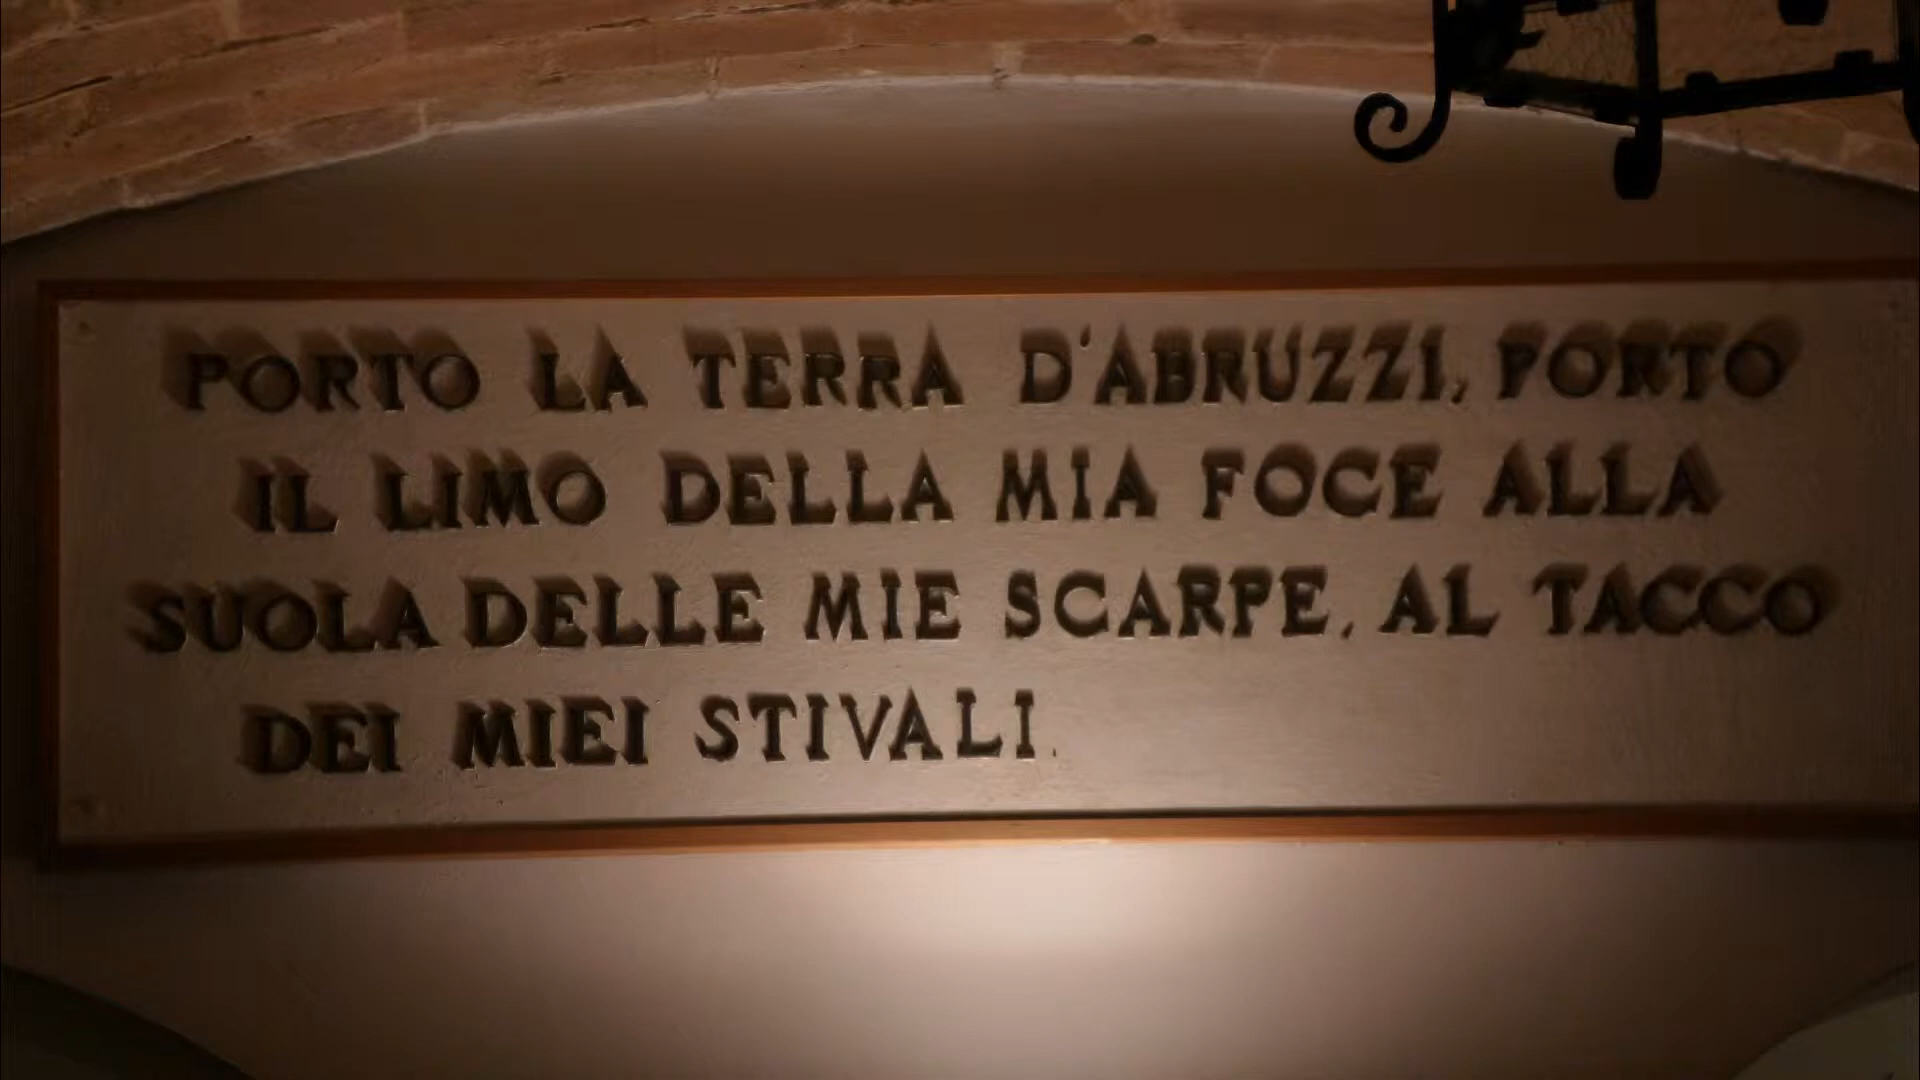 PORTO LA TERRA D'ABRUZZI, PORTO
IL LIMO DELLA MIA FOCE ALLA
SUOLA DELLE MIE SCARPE, AL TACCO
DEI MIEI STIVALI.